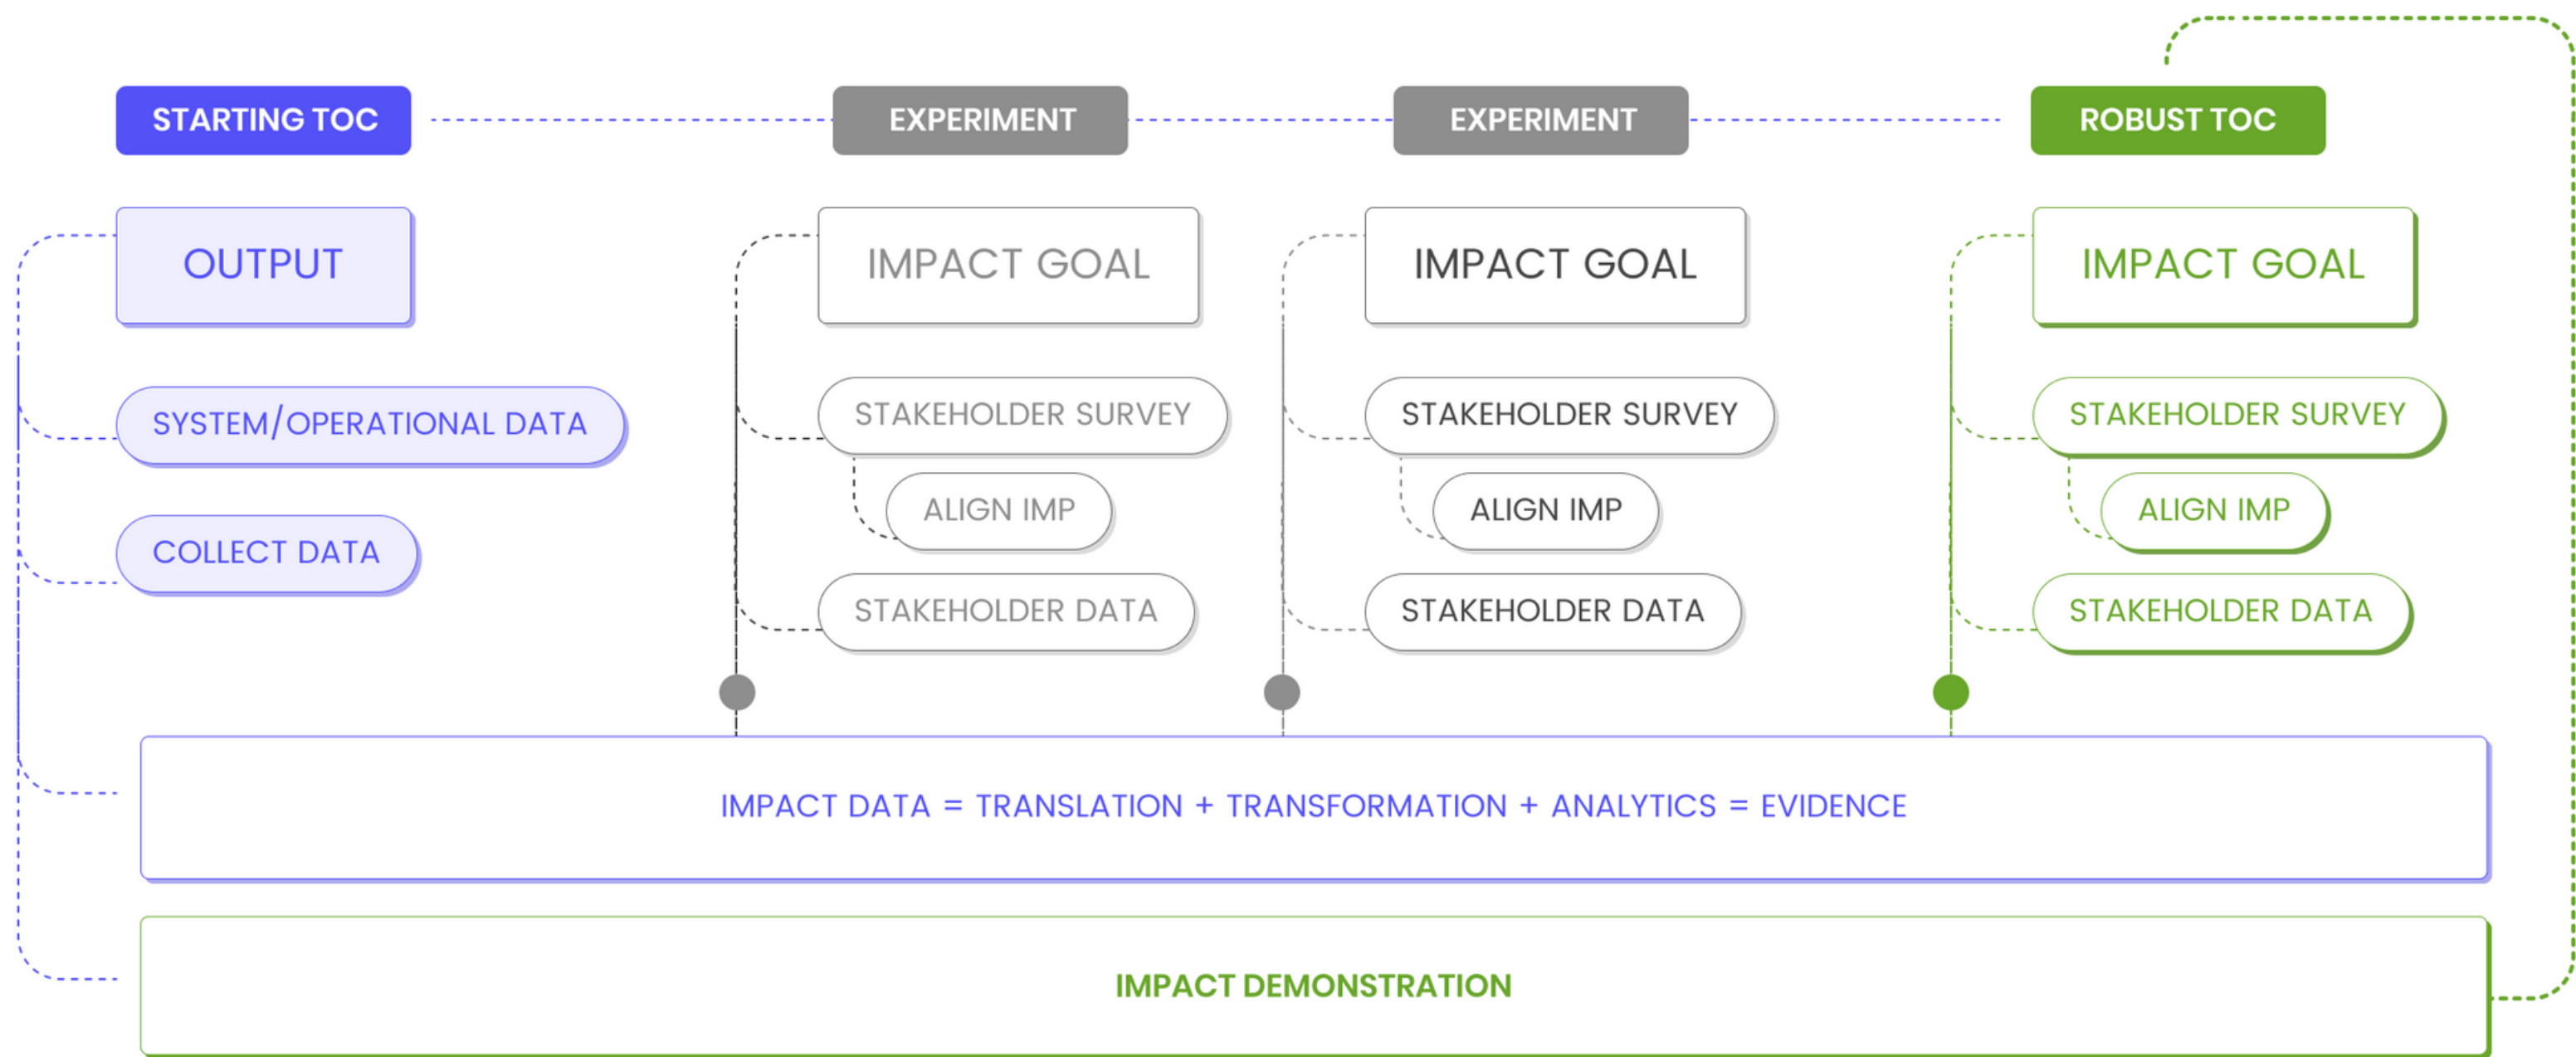 STARTING TOC
EXPERIMENT
EXPERIMENT
ROBUST TOC
OUTPUT
SYSTEM/OPERATIONAL DATA
COLLECT DATA
IMPACT GOAL
STAKEHOLDER SURVEY
ALIGN IMP
STAKEHOLDER DATA
IMPACT GOAL
STAKEHOLDER SURVEY
ALIGN IMP
STAKEHOLDER DATA
IMPACT GOAL
STAKEHOLDER SURVEY
ALIGN IMP
STAKEHOLDER DATA
IMPACT DATA = TRANSLATION + TRANSFORMATION + ANALYTICS = EVIDENCE
IMPACT DEMONSTRATION